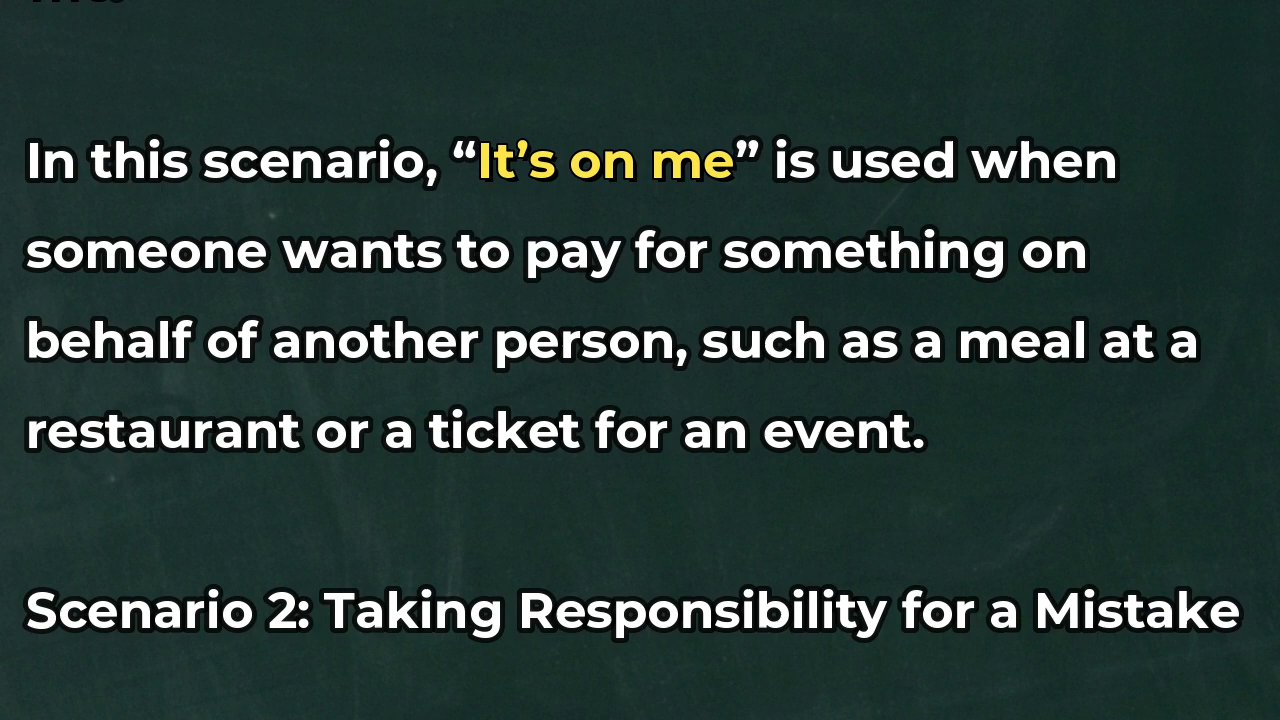 In this scenario, “It’s on me” is used when
someone wants to pay for something on
behalf of another person, such as a meal at a
restaurant or a ticket for an event.
Scenario 2: Taking Responsibility for a Mistake